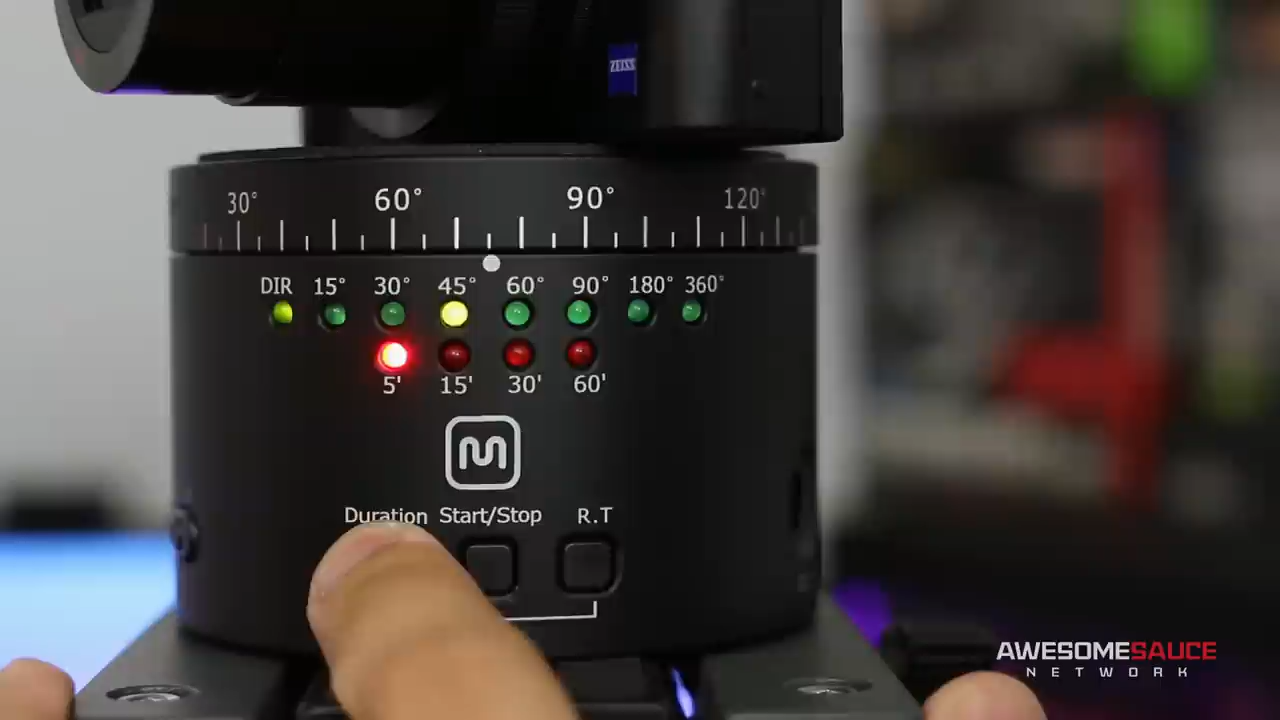 ZEISS
30° 60° 90° 120°
DIR 15° 30° 45° 60° 90° 180° 360°
5' 15' 30' 60'
M
Duration Start/Stop R.T
AWESOMESAUCE
NETWORK